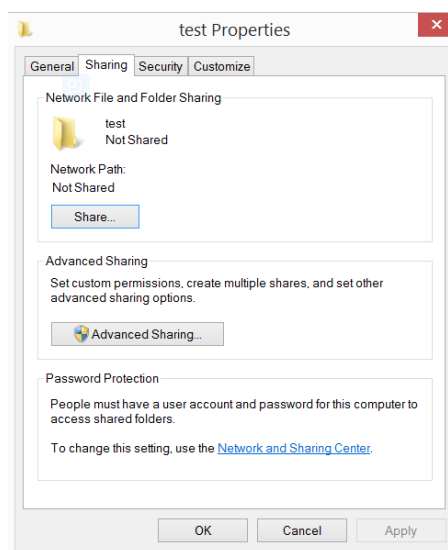 test Properties
General Sharing Security Customize
Network File and Folder Sharing
test
Not Shared
Network Path:
Not Shared
Share...
Advanced Sharing
Set custom permissions, create multiple shares, and set other
advanced sharing options.
Advanced Sharing...
Password Protection
People must have a user account and password for this computer to
access shared folders.
To change this setting, use the Network and Sharing Center.
OK Cancel Apply